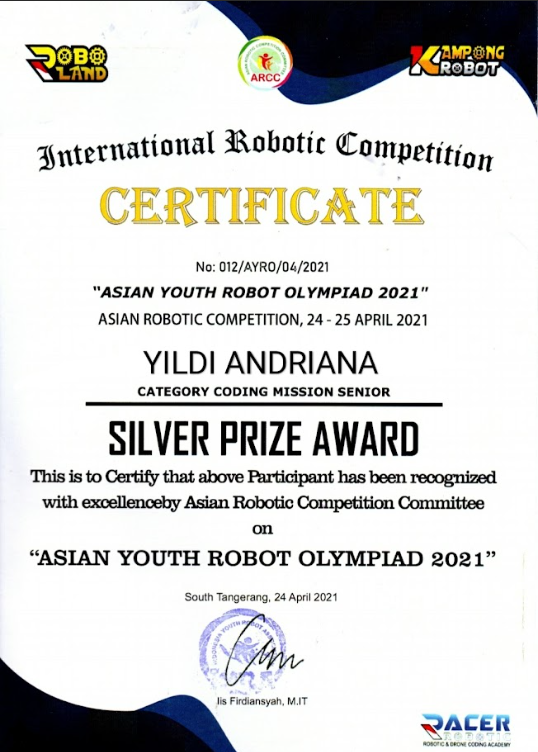 ROBO LAND
ARCC
KAMPONG ROBOT
International Robotic Competition
CERTIFICATE
No: 012/AYRO/04/2021
"ASIAN YOUTH ROBOT OLYMPIAD 2021"
ASIAN ROBOTIC COMPETITION, 24 - 25 APRIL 2021
YILDI ANDRIANA
CATEGORY CODING MISSION SENIOR
SILVER PRIZE AWARD
This is to Certify that above Participant has been recognized
with excellenceby Asian Robotic Competition Committee
on
“ASIAN YOUTH ROBOT OLYMPIAD 2021”
South Tangerang, 24 April 2021
Iis Firdiansyah, M.IT
RACER
ROBOTIC
ROBOTIC & DRONE CODING ACADEMY